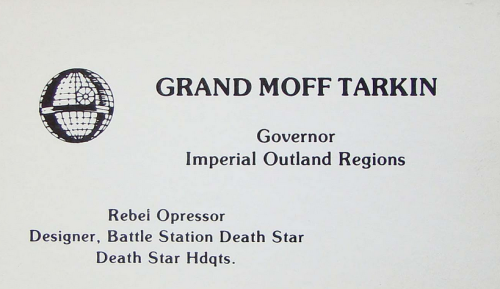 GRAND MOFF TARKIN
Governor
Imperial Outland Regions
Rebel Opressor
Designer, Battle Station Death Star
Death Star Hdqts.